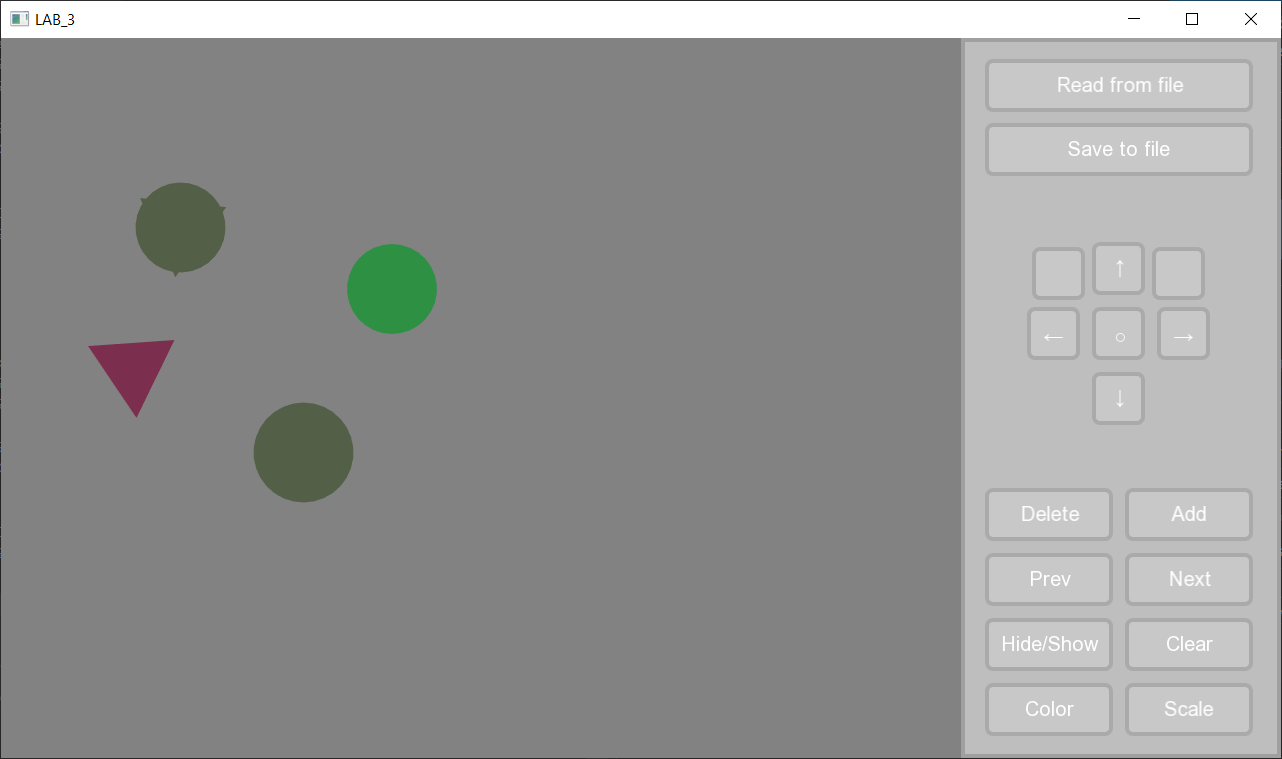 LAB_3
Read from file
Save to file
↑
← ○ →
↓
Delete Add
Prev Next
Hide/Show Clear
Color Scale